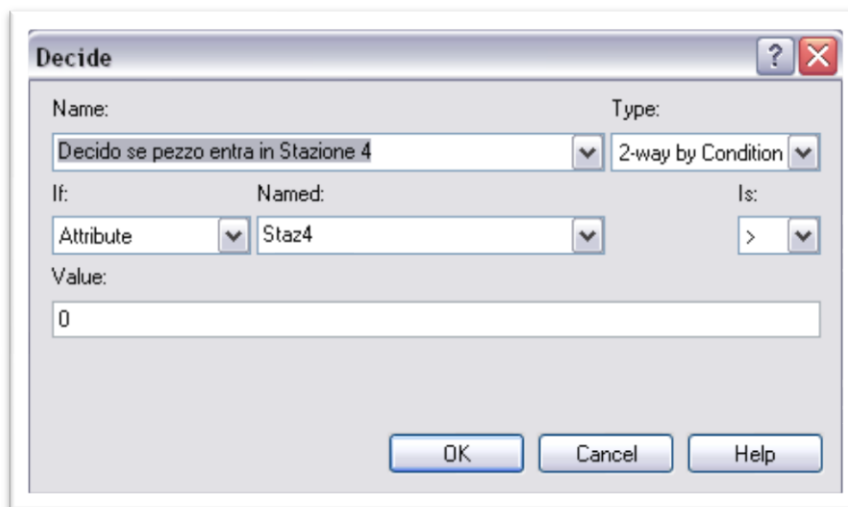 Decide
Name: Type:
Decido se pezzo entra in Stazione 4 2-way by Condition
If: Named: Is:
Attribute Staz4 >
Value:
0
OK Cancel Help